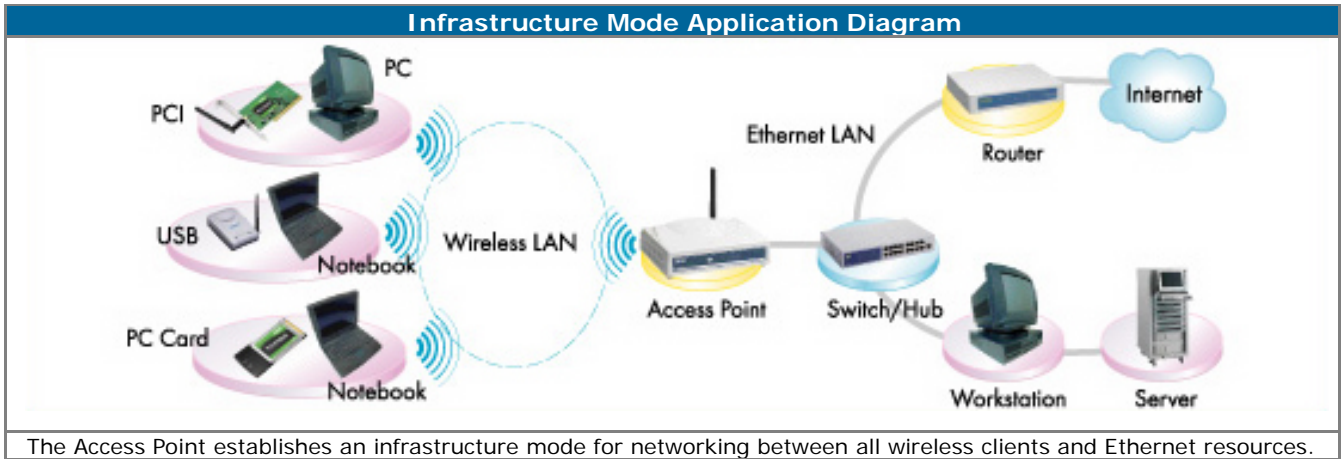 Infrastructure Mode Application Diagram
PC
PCI
USB
Notebook
PC Card
Notebook
Wireless LAN
Access Point
Ethernet LAN
Switch/Hub
Router
Internet
Workstation
Server
The Access Point establishes an infrastructure mode for networking between all wireless clients and Ethernet resources.